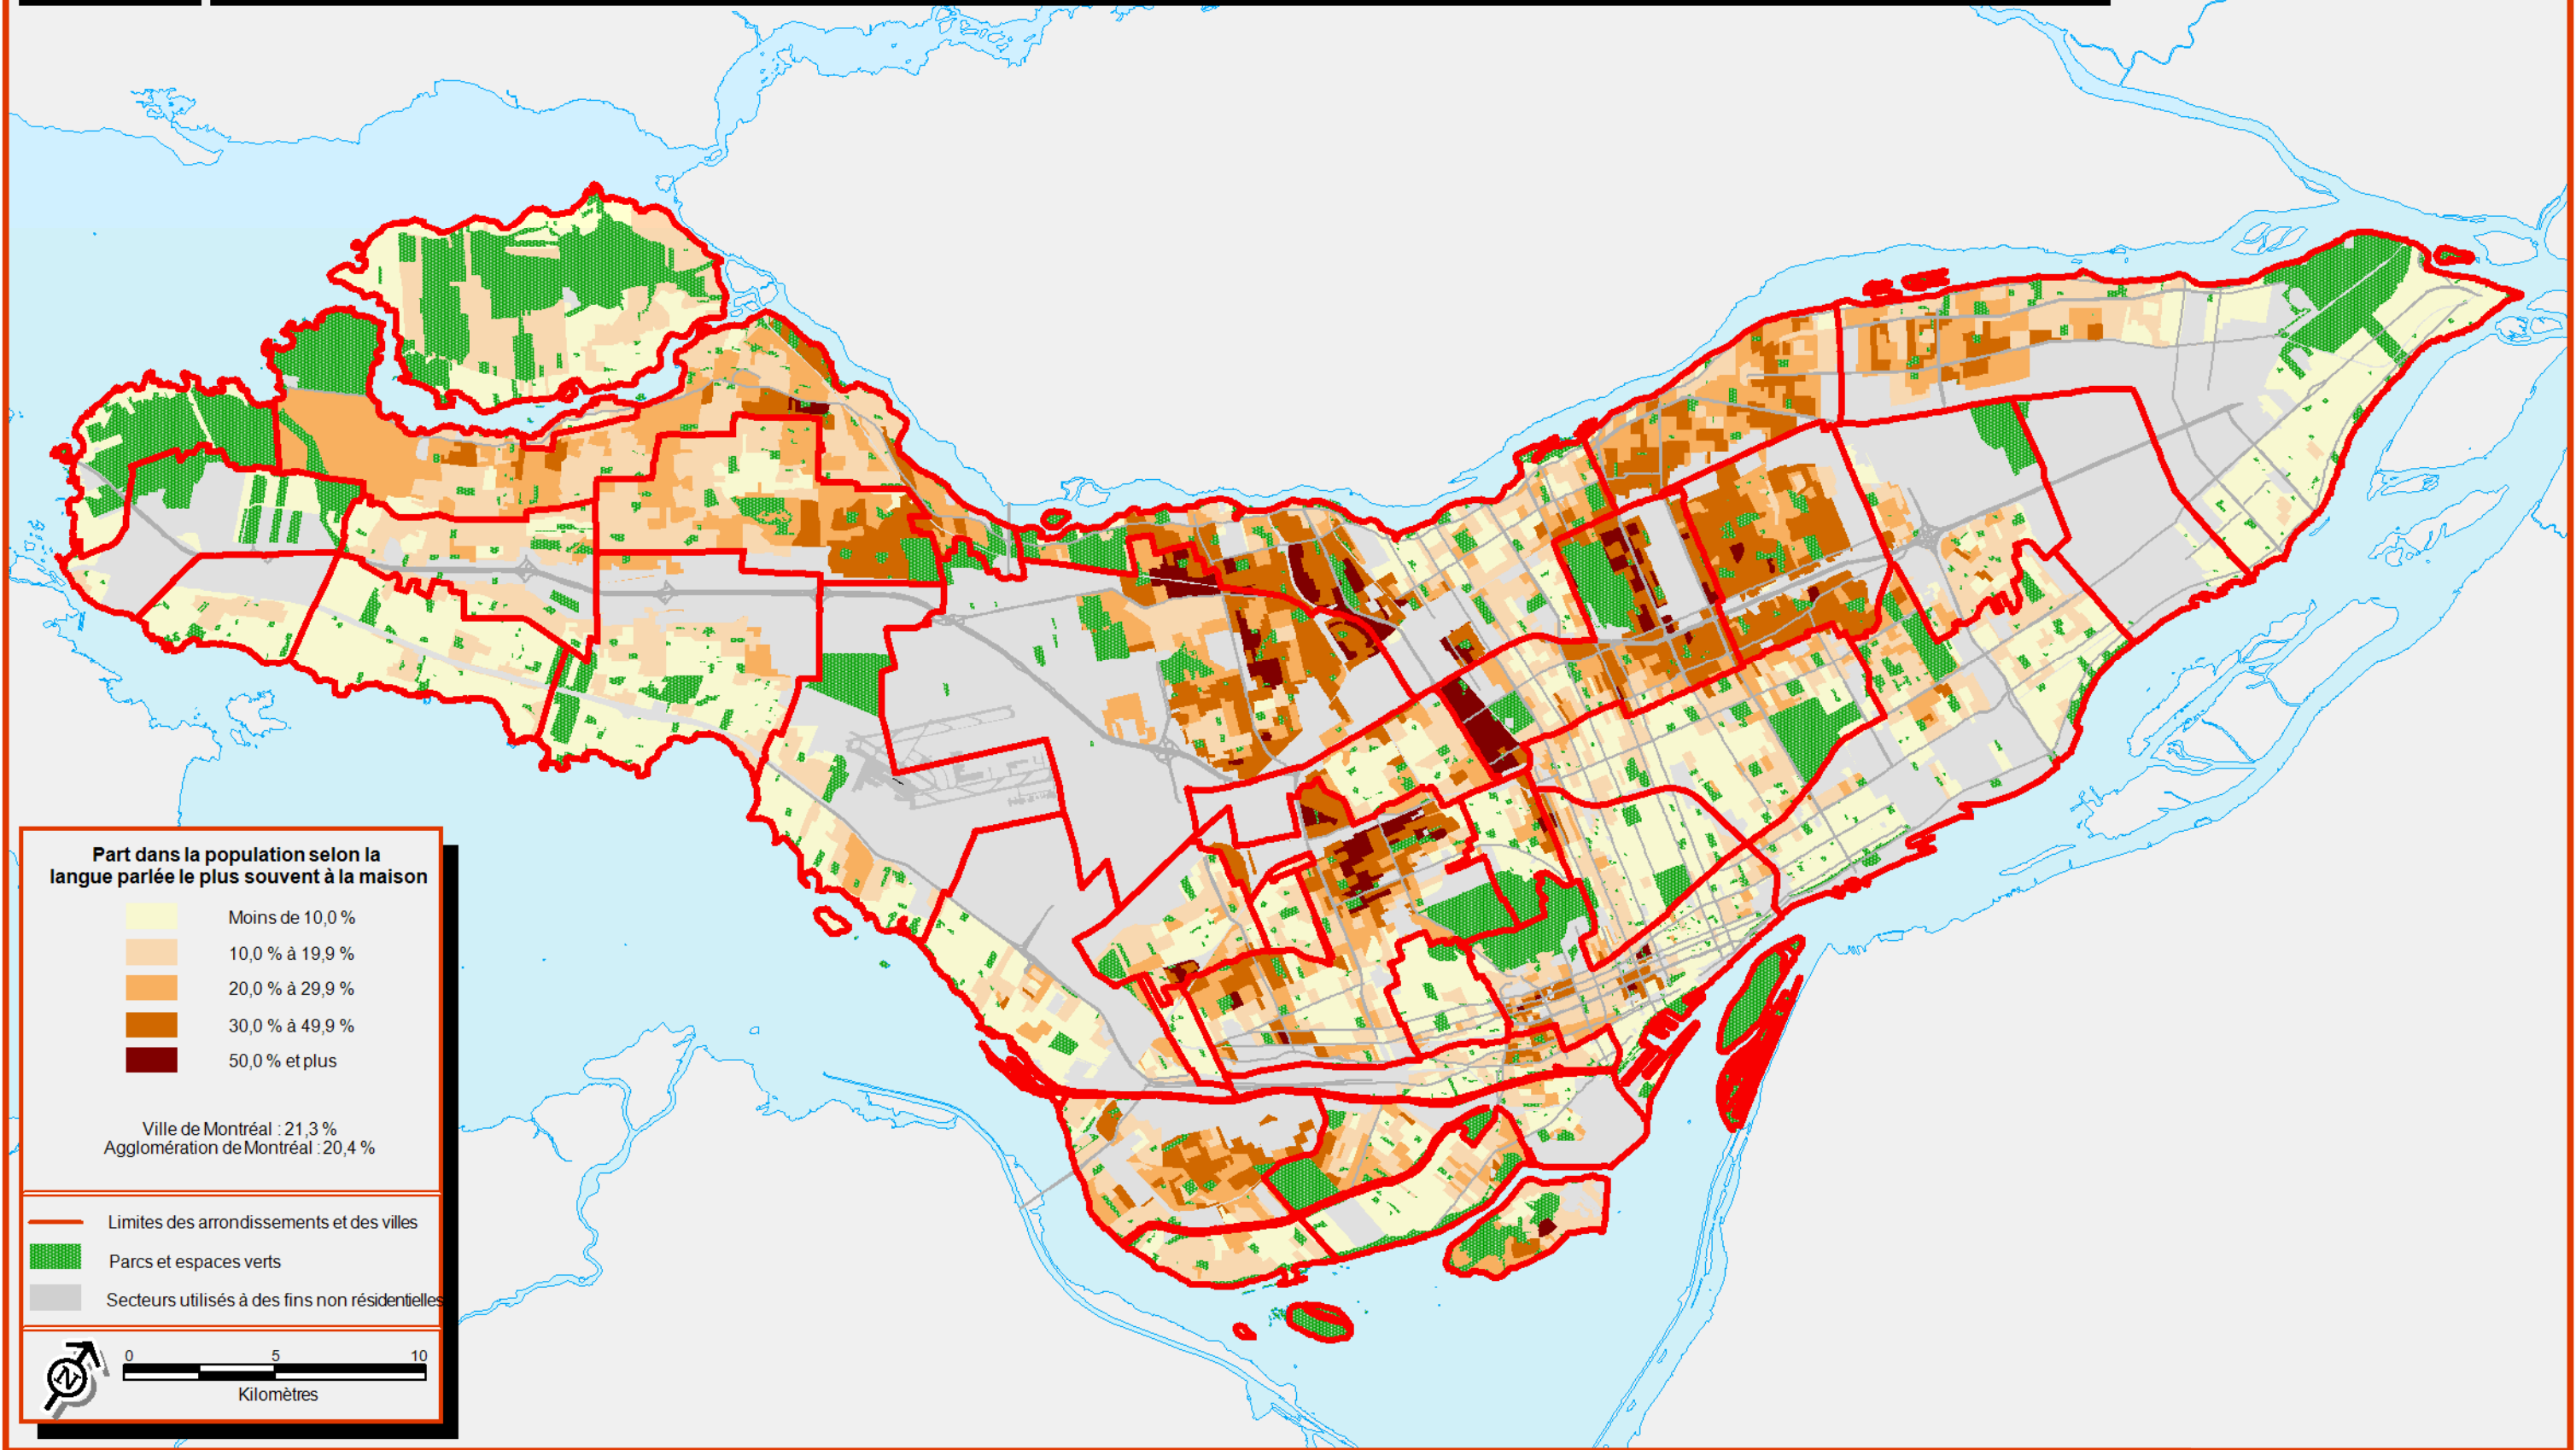 Part dans la population selon la
langue parlée le plus souvent à la maison
Moins de 10,0 %
10,0 % à 19,9 %
20,0 % à 29,9 %
30,0 % à 49,9 %
50,0 % et plus
Ville de Montréal : 21,3 %
Agglomération de Montréal : 20,4 %
Limites des arrondissements et des villes
Parcs et espaces verts
Secteurs utilisés à des fins non résidentielles
N
0 5 10
Kilomètres